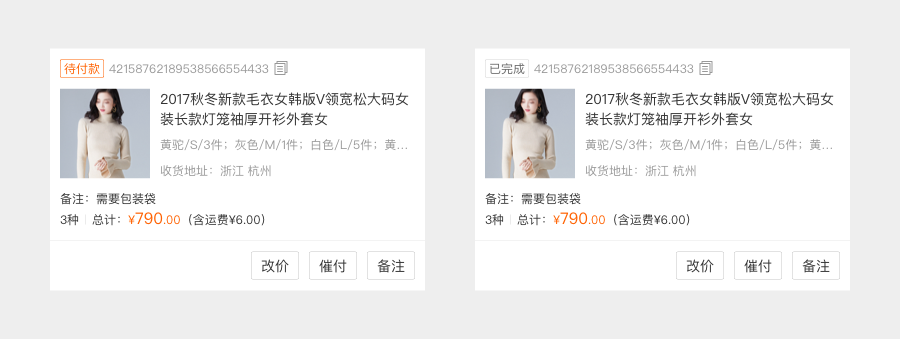 待付款 42158762189538566554433
2017秋冬新款毛衣女韩版V领宽松大码女
装长款灯笼袖厚开衫外套女
黄驼/S/3件；灰色/M/1件；白色/L/5件；黄...
收货地址：浙江 杭州
备注：需要包装袋
3种 总计：¥790.00（含运费¥6.00）
改价 催付 备注
已完成 42158762189538566554433
2017秋冬新款毛衣女韩版V领宽松大码女
装长款灯笼袖厚开衫外套女
黄驼/S/3件；灰色/M/1件；白色/L/5件；黄...
收货地址：浙江 杭州
备注：需要包装袋
3种 总计：¥790.00（含运费¥6.00）
改价 催付 备注